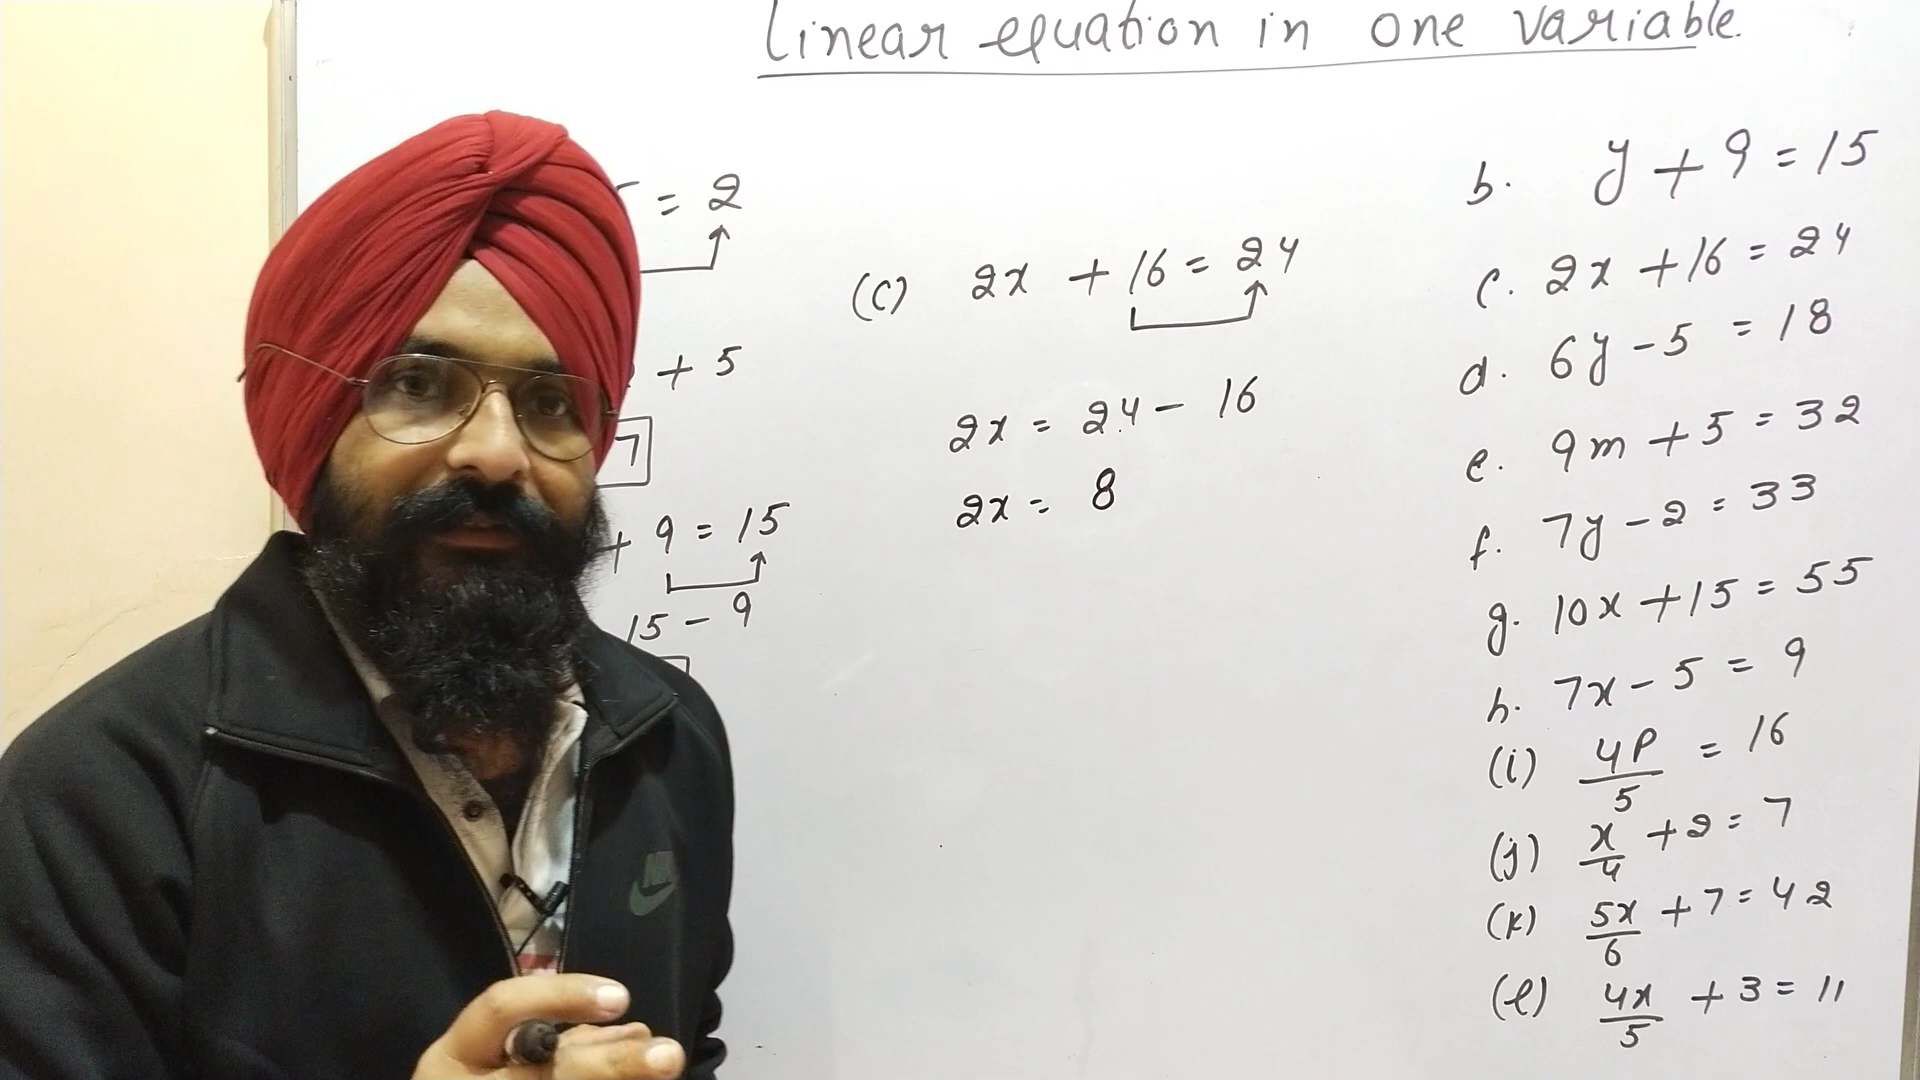 Linear equation in one variable.
= 2
+ 5
7
+ 9 = 15
15 - 9
(c) 2x + 16 = 24
2x = 24 - 16
2x = 8
b. y + 9 = 15
c. 2x + 16 = 24
d. 6y - 5 = 18
e. 9m + 5 = 32
f. 7y - 2 = 33
g. 10x + 15 = 55
h. 7x - 5 = 9
(i) 4P/5 = 16
(j) x/4 + 2 = 7
(k) 5x/6 + 7 = 42
(l) 4x/5 + 3 = 11